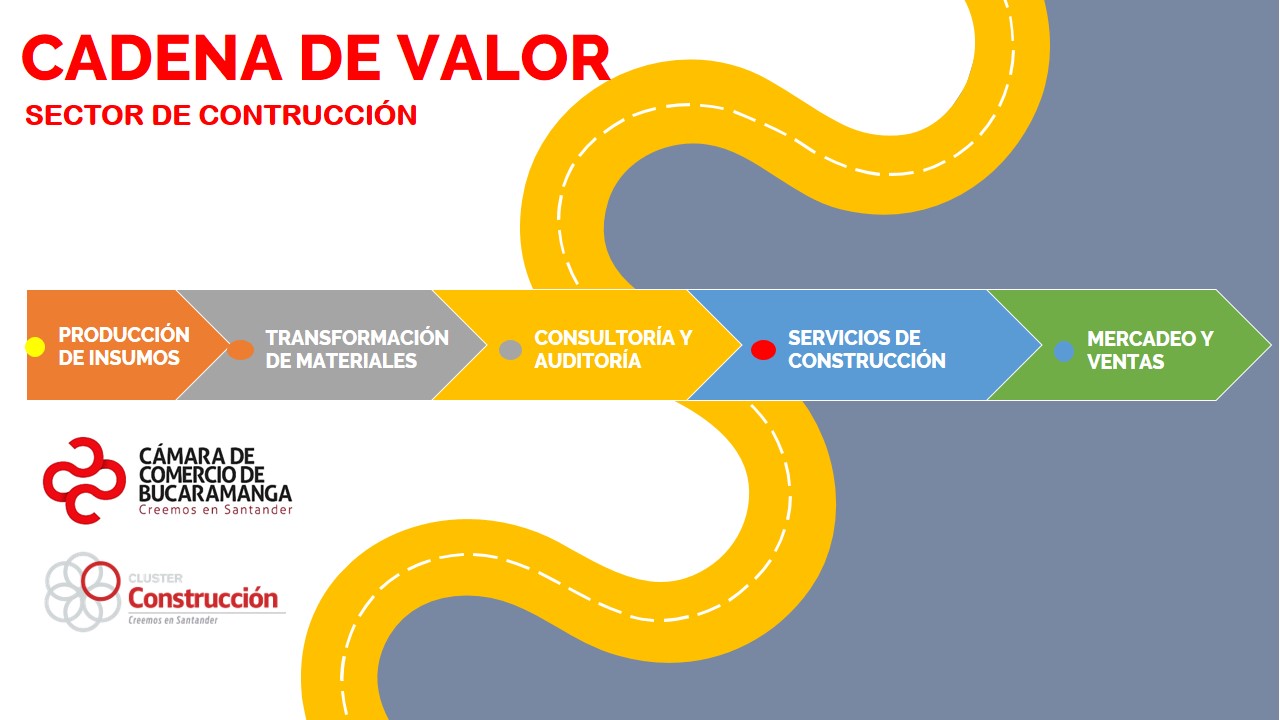 CADENA DE VALOR
SECTOR DE CONTRUCCIÓN
PRODUCCIÓN
DE INSUMOS
TRANSFORMACIÓN
DE MATERIALES
CONSULTORÍA Y
AUDITORÍA
SERVICIOS DE
CONSTRUCCIÓN
MERCADEO Y
VENTAS
CÁMARA DE
COMERCIO DE
BUCARAMANGA
Creemos en Santander
CLUSTER
Construcción
Creemos en Santander